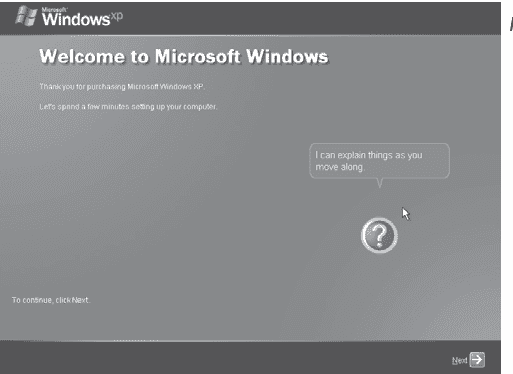 Microsoft
Windows xp
Welcome to Microsoft Windows
Thank you for purchasing Microsoft Windows XP.
Let's spend a few minutes setting up your computer.
I can explain things as you
move along.
?
To continue, click Next.
Next